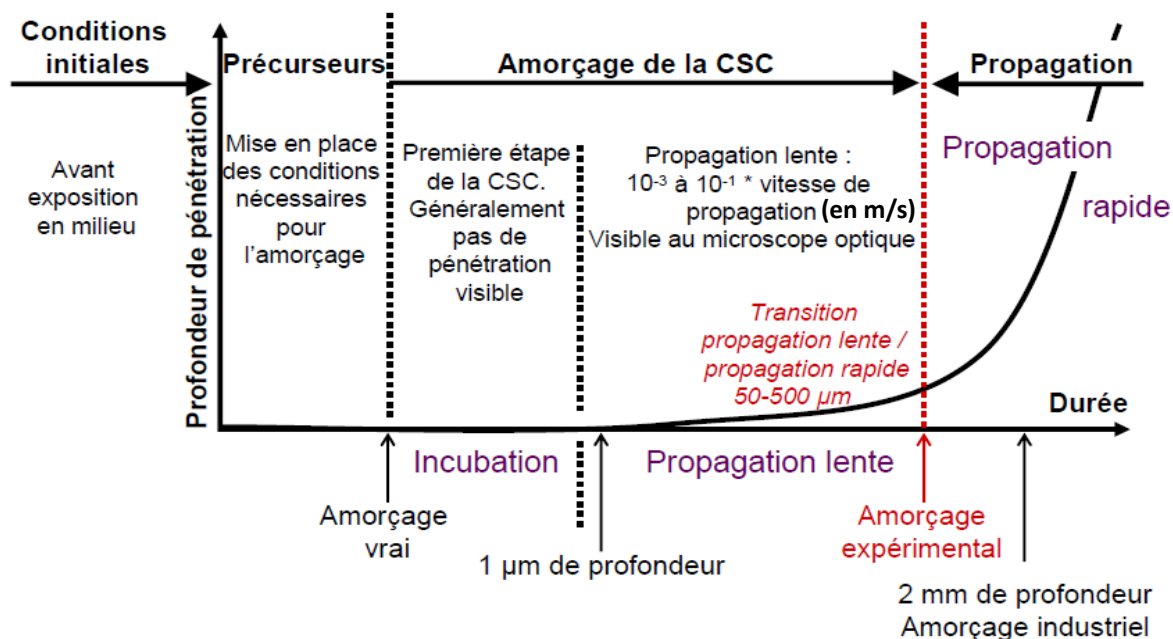 Conditions
initiales
Précurseurs
Amorçage de la CSC
Propagation
Profondeur de pénétration
Avant
exposition
en milieu
Mise en place
des conditions
nécessaires
pour
l'amorçage
Première étape
de la CSC.
Généralement
pas de
pénétration
visible
Propagation lente :
10⁻³ à 10⁻¹ * vitesse de
propagation (en m/s)
Visible au microscope optique
Propagation
rapide
Transition
propagation lente /
propagation rapide
50-500 µm
Durée
Incubation
Propagation lente
Amorçage
vrai
1 µm de profondeur
Amorçage
expérimental
2 mm de profondeur
Amorçage industriel